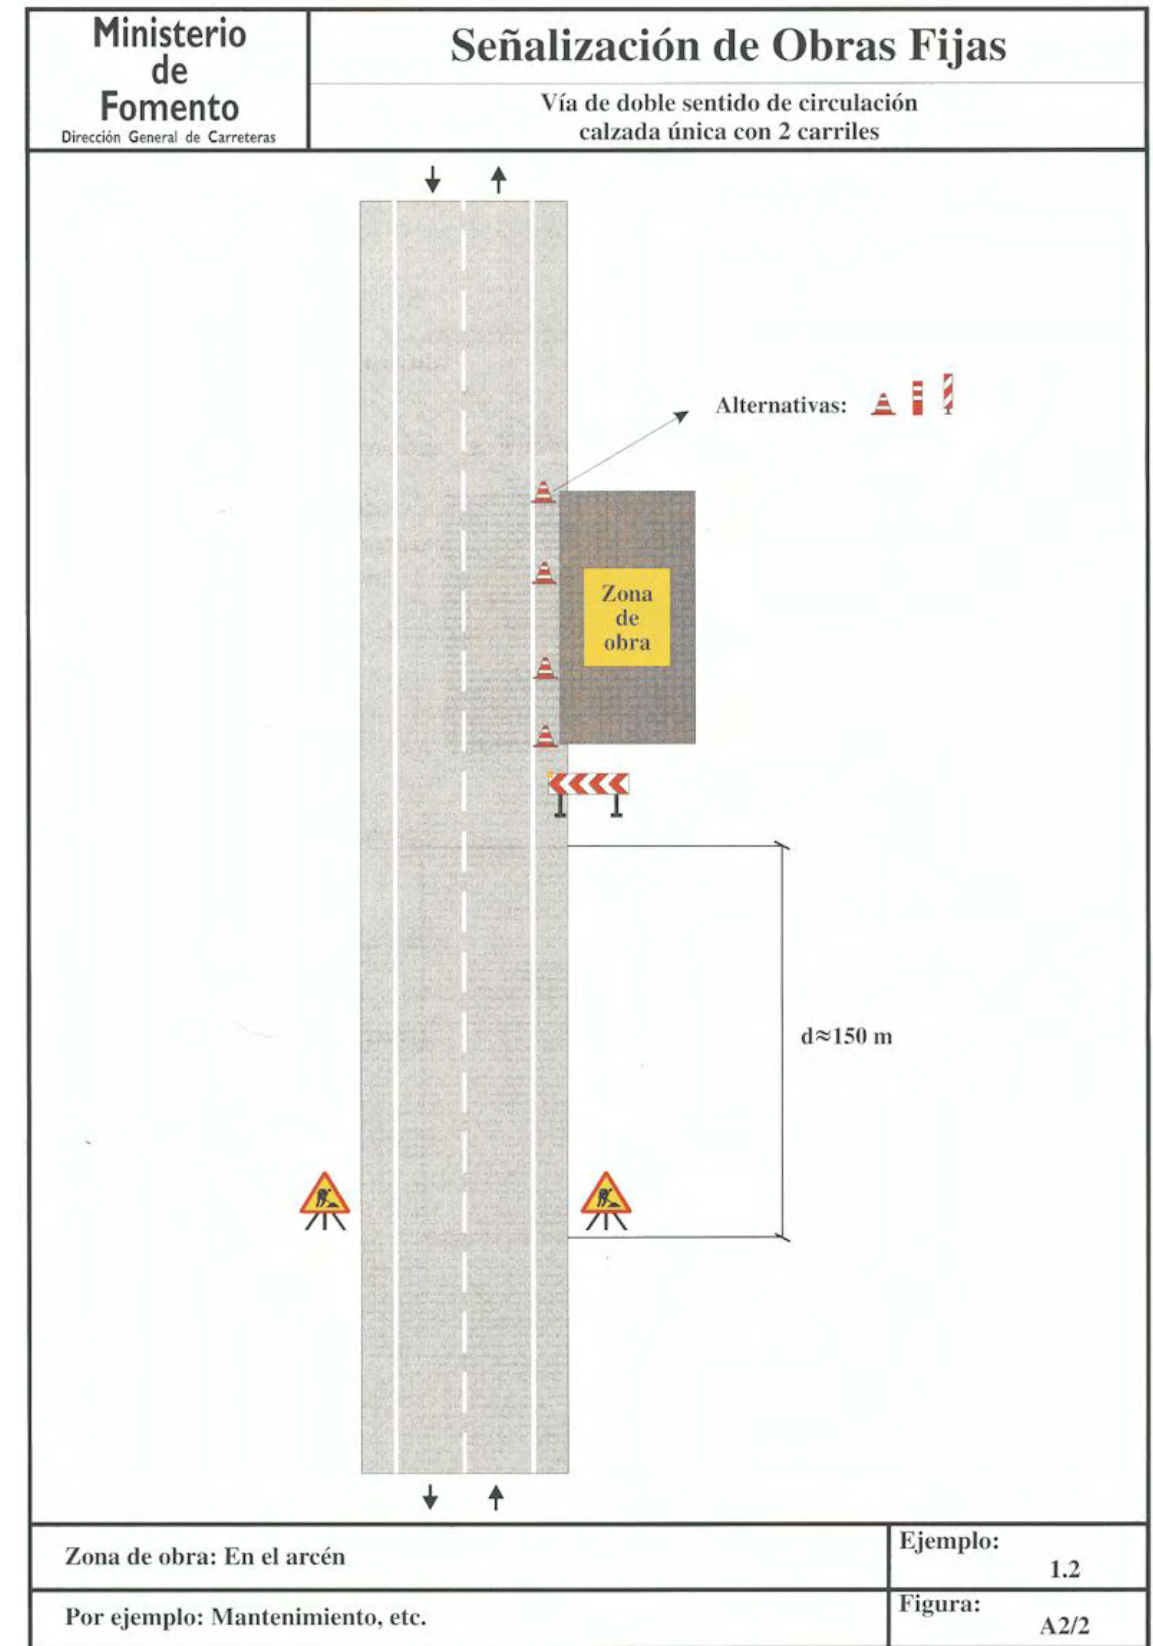 Ministerio
de
Fomento
Dirección General de Carreteras
Señalización de Obras Fijas
Vía de doble sentido de circulación
calzada única con 2 carriles
Alternativas:
Zona
de
obra
d≈150 m
Zona de obra: En el arcén
Ejemplo:
1.2
Por ejemplo: Mantenimiento, etc.
Figura:
A2/2